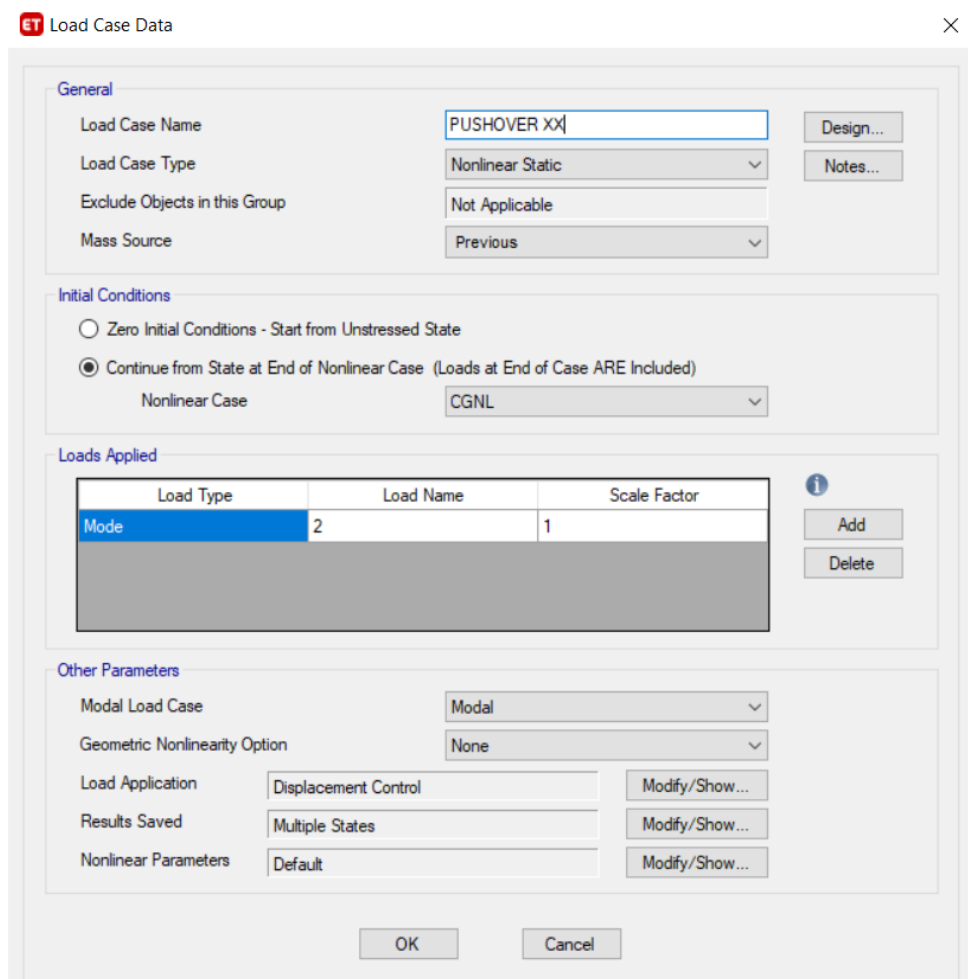 ET Load Case Data
General
Load Case Name PUSHOVER XX Design...
Load Case Type Nonlinear Static Notes...
Exclude Objects in this Group Not Applicable
Mass Source Previous
Initial Conditions
Zero Initial Conditions - Start from Unstressed State
Continue from State at End of Nonlinear Case (Loads at End of Case ARE Included)
Nonlinear Case CGNL
Loads Applied
Load Type Load Name Scale Factor i
Mode 2 1 Add
Delete
Other Parameters
Modal Load Case Modal
Geometric Nonlinearity Option None
Load Application Displacement Control Modify/Show...
Results Saved Multiple States Modify/Show...
Nonlinear Parameters Default Modify/Show...
OK Cancel